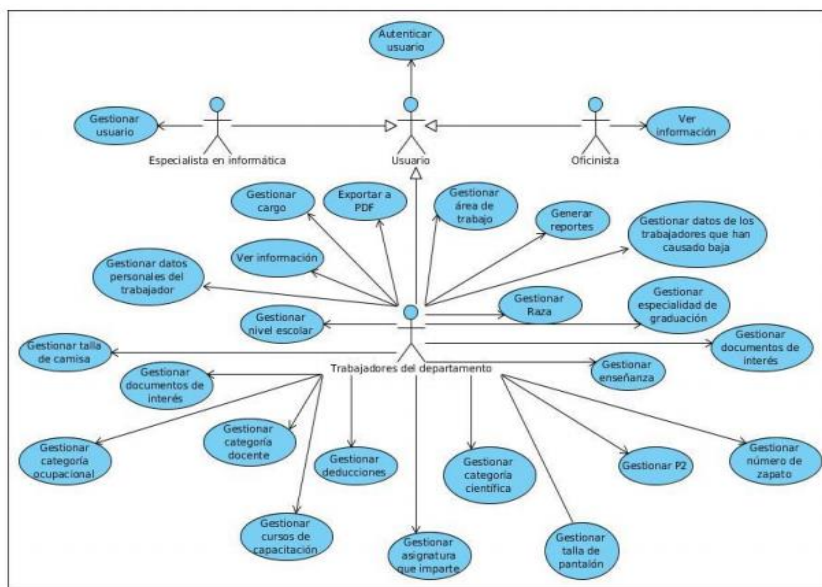 Autenticar
usuario
Gestionar
usuario
Especialista en informática
Usuario
Oficinista
Ver
información
Gestionar
cargo
Exportar a
PDF
Gestionar
área de
trabajo
Generar
reportes
Gestionar datos de los
trabajadores que han
causado baja
Gestionar datos
personales del
trabajador
Ver información
Gestionar
nivel escolar
Gestionar
Raza
Gestionar
especialidad de
graduación
Gestionar talla
de camisa
Gestionar
documentos de
interés
Trabajadores del departamento
Gestionar
enseñanza
Gestionar
documentos de
interés
Gestionar
categoría
ocupacional
Gestionar
categoría
docente
Gestionar
deducciones
Gestionar
categoría
científica
Gestionar P2
Gestionar
número de
zapato
Gestionar
cursos de
capacitación
Gestionar
asignatura
que imparte
Gestionar
talla de
pantalón